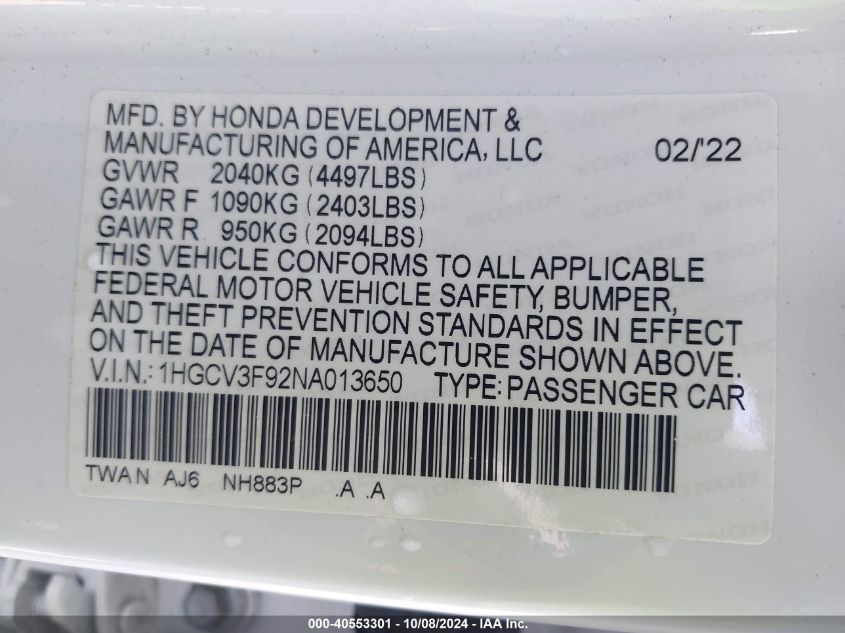 MFD. BY HONDA DEVELOPMENT &
MANUFACTURING OF AMERICA, LLC 02/'22
GVWR 2040KG (4497LBS)
GAWR F 1090KG (2403LBS)
GAWR R 950KG (2094LBS)
THIS VEHICLE CONFORMS TO ALL APPLICABLE
FEDERAL MOTOR VEHICLE SAFETY, BUMPER,
AND THEFT PREVENTION STANDARDS IN EFFECT
ON THE DATE OF MANUFACTURE SHOWN ABOVE.
V.I.N.: 1HGCV3F92NA013650 TYPE: PASSENGER CAR
TWAN AJ6 NH883P .A .A
000-40553301 - 10/08/2024 - IAA Inc.